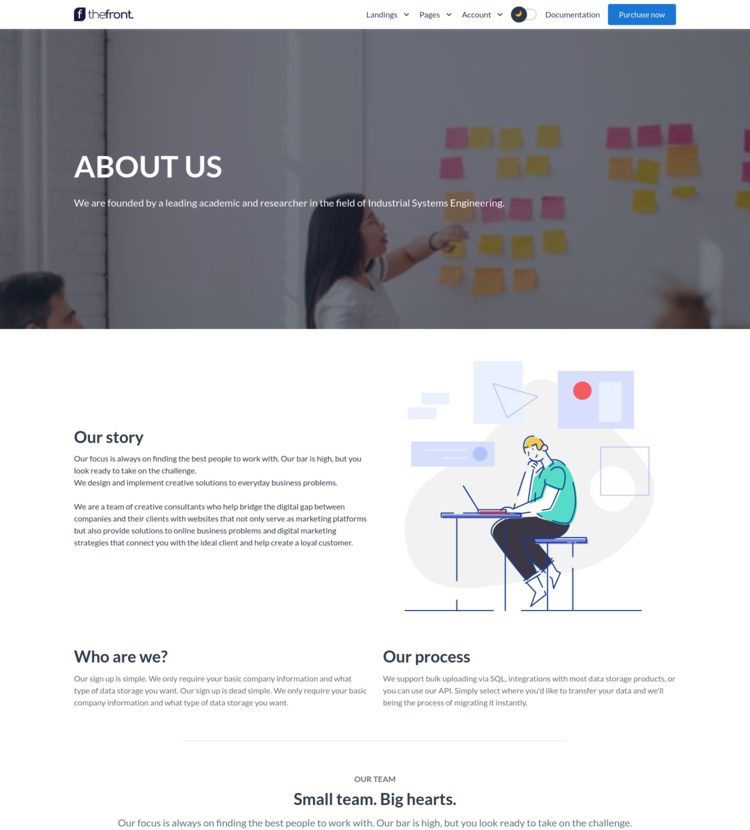 thefront.
Landings
Pages
Account
Documentation
Purchase now
ABOUT US
We are founded by a leading academic and researcher in the field of Industrial Systems Engineering.
Our story
Our focus is always on finding the best people to work with. Our bar is high, but you
look ready to take on the challenge.
We design and implement creative solutions to everyday business problems.
We are a team of creative consultants who help bridge the digital gap between
companies and their clients with websites that not only serve as marketing platforms
but also provide solutions to online business problems and digital marketing
strategies that connect you with the ideal client and help create a loyal customer.
Who are we?
Our sign up is simple. We only require your basic company information and what
type of data storage you want. Our sign up is dead simple. We only require your basic
company information and what type of data storage you want.
Our process
We support bulk uploading via SQL, integrations with most data storage products, or
you can use our API. Simply select where you'd like to transfer your data and we'll
being the process of migrating it instantly.
OUR TEAM
Small team. Big hearts.
Our focus is always on finding the best people to work with. Our bar is high, but you look ready to take on the challenge.